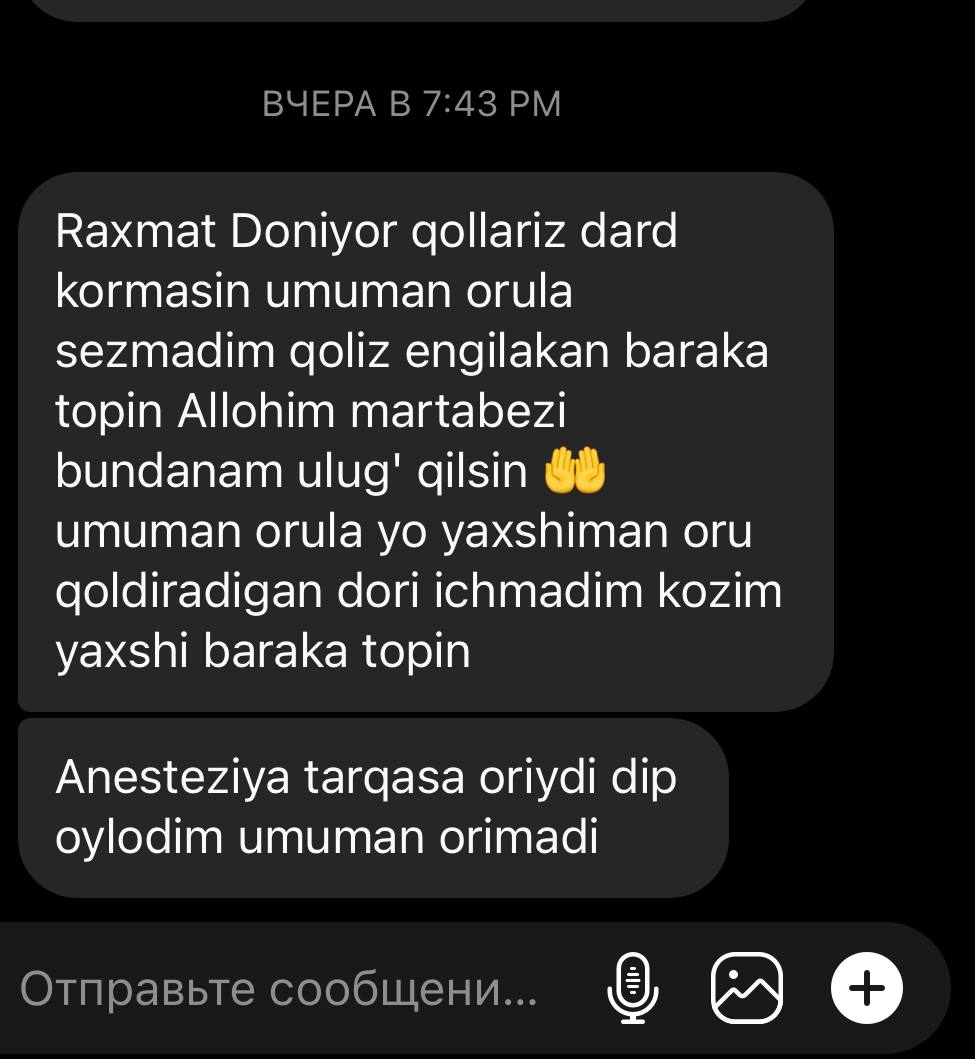 ВЧЕРА В 7:43 PM
Raxmat Doniyor qollariz dard
kormasin umuman orula
sezmadim qoliz engilakan baraka
topin Allohim martabezi
bundanam ulug' qilsin 🤲
umuman orula yo yaxshiman oru
qoldiradigan dori ichmadim kozim
yaxshi baraka topin
Anesteziya tarqasa oriydi dip
oylodim umuman orimadi
Отправьте сообщени...